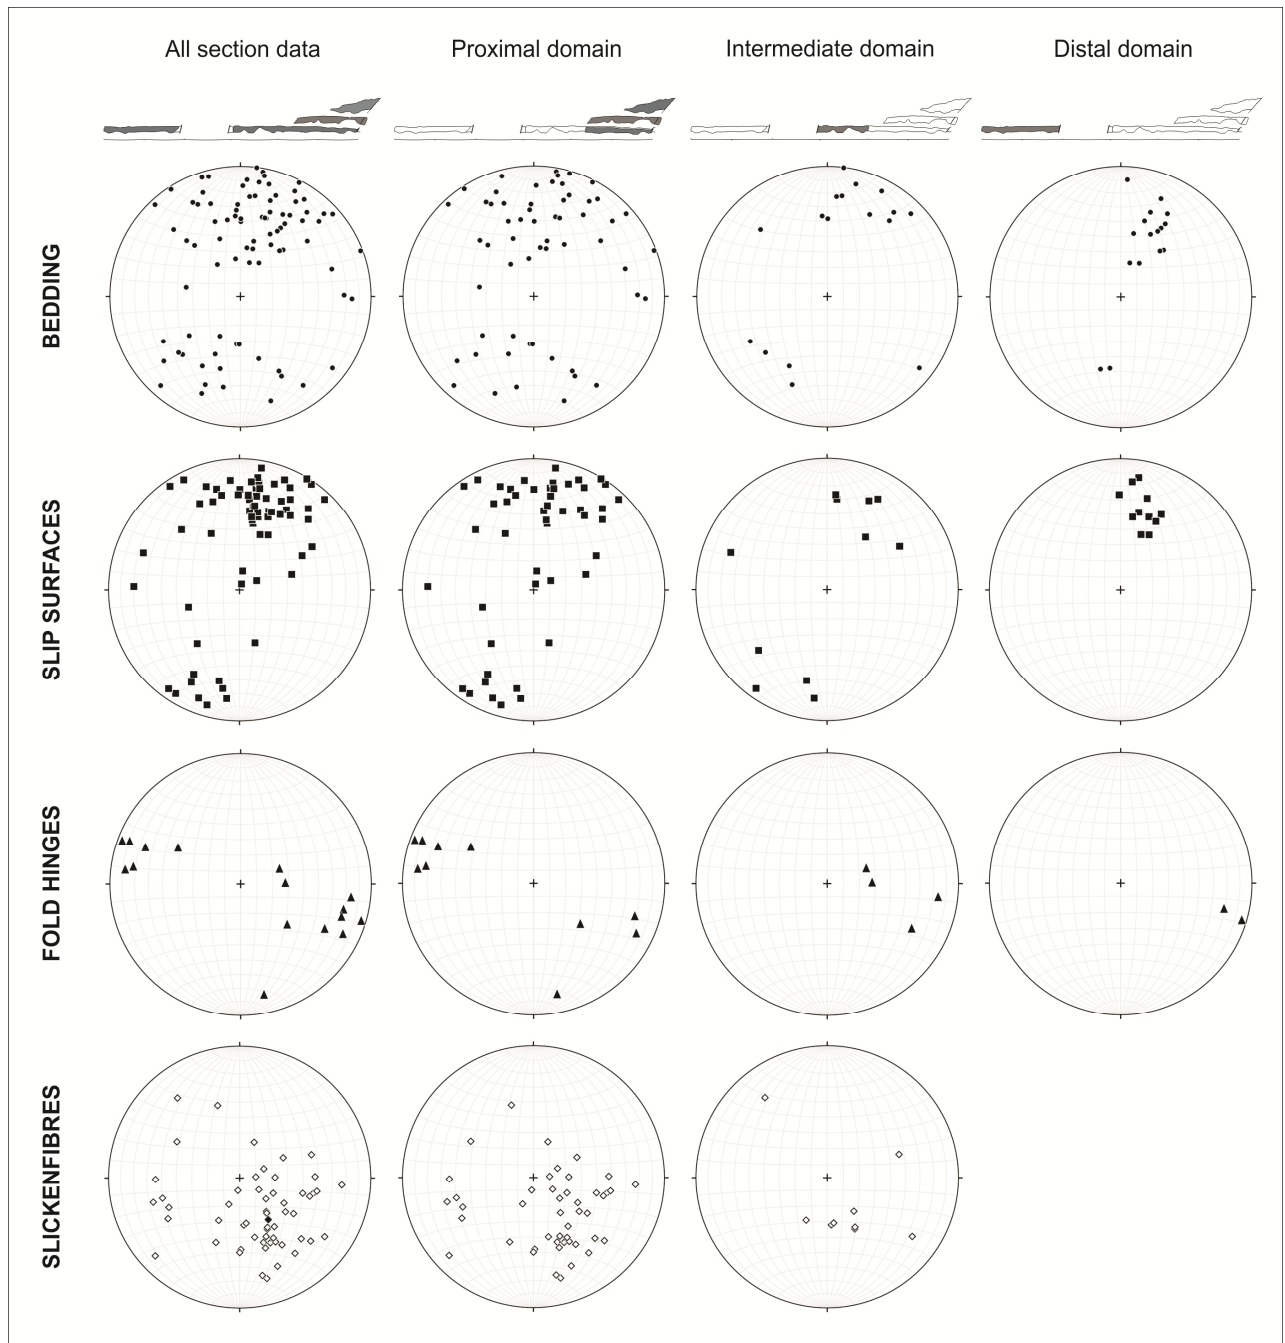 All section data
Proximal domain
Intermediate domain
Distal domain
BEDDING
SLIP SURFACES
FOLD HINGES
SLICKENFIBRES